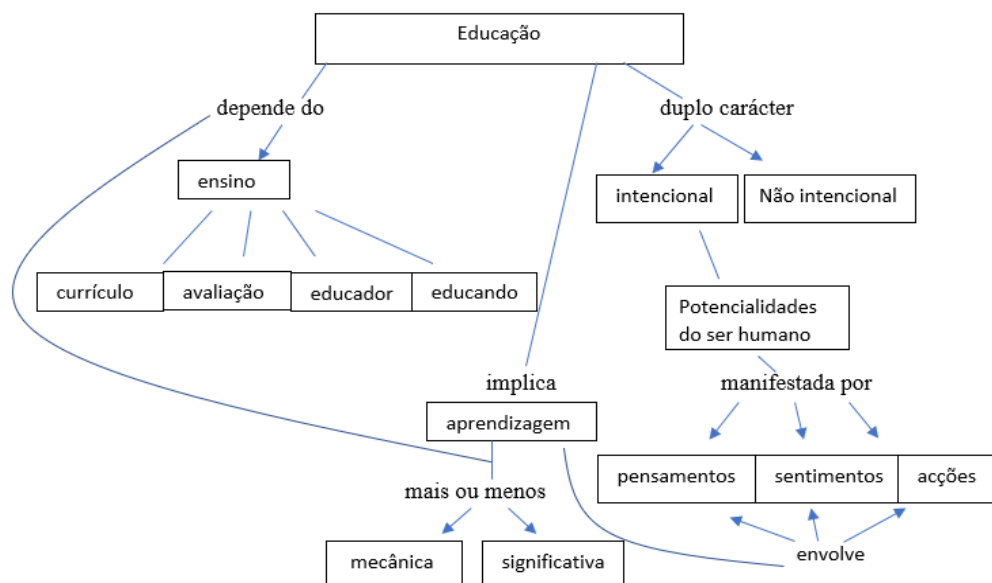 Educação
depende do
duplo carácter
ensino
intencional
Não intencional
currículo
avaliação
educador
educando
Potencialidades
do ser humano
implica
manifestada por
aprendizagem
pensamentos
sentimentos
acções
mais ou menos
envolve
mecânica
significativa